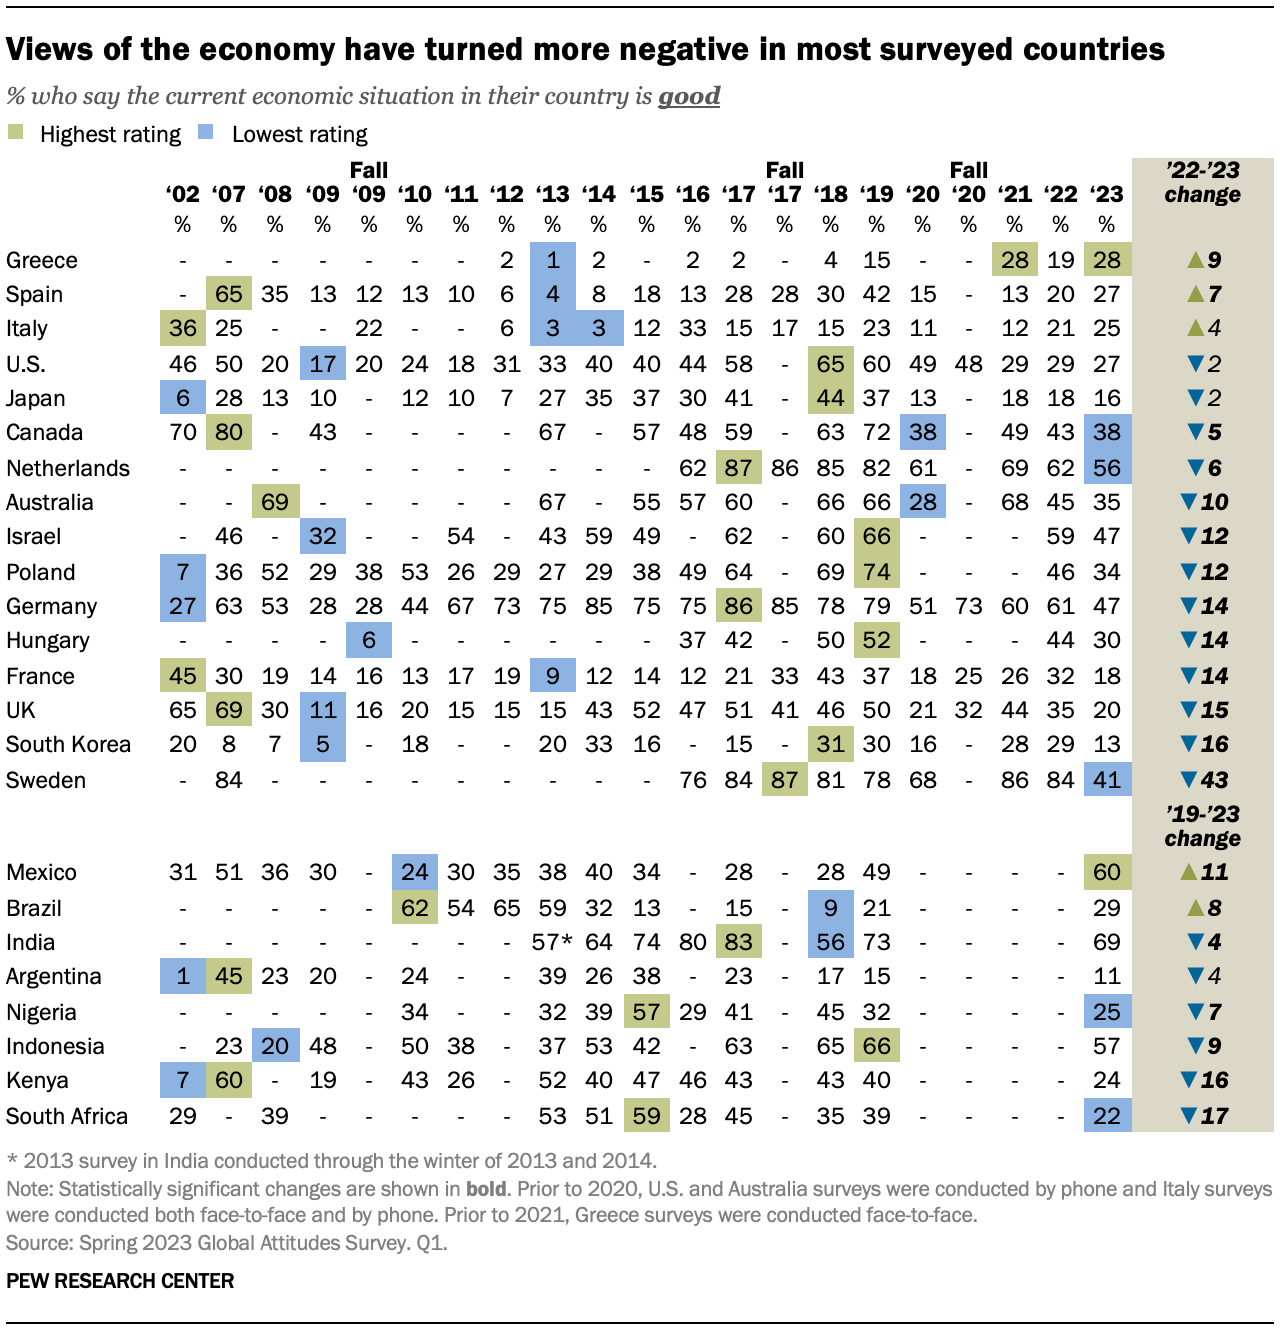 Views of the economy have turned more negative in most surveyed countries
% who say the current economic situation in their country is good
Highest rating Lowest rating
Fall Fall Fall ’22-’23
‘02 ‘07 ‘08 ‘09 ‘09 ‘10 ‘11 ‘12 ‘13 ‘14 ‘15 ‘16 ‘17 ‘17 ‘18 ‘19 ‘20 ‘20 ‘21 ‘22 ‘23 change
% % % % % % % % % % % % % % % % % % % % %
Greece - - - - - - - 2 1 2 - 2 2 - 4 15 - - 28 19 28 ▲9
Spain - 65 35 13 12 13 10 6 4 8 18 13 28 28 30 42 15 - 13 20 27 ▲7
Italy 36 25 - - 22 - - 6 3 3 12 33 15 17 15 23 11 - 12 21 25 ▲4
U.S. 46 50 20 17 20 24 18 31 33 40 40 44 58 - 65 60 49 48 29 29 27 ▼2
Japan 6 28 13 10 - 12 10 7 27 35 37 30 41 - 44 37 13 - 18 18 16 ▼2
Canada 70 80 - 43 - - - - 67 - 57 48 59 - 63 72 38 - 49 43 38 ▼5
Netherlands - - - - - - - - - - - 62 87 86 85 82 61 - 69 62 56 ▼6
Australia - - 69 - - - - - 67 - 55 57 60 - 66 66 28 - 68 45 35 ▼10
Israel - 46 - 32 - - 54 - 43 59 49 - 62 - 60 66 - - - 59 47 ▼12
Poland 7 36 52 29 38 53 26 29 27 29 38 49 64 - 69 74 - - - 46 34 ▼12
Germany 27 63 53 28 28 44 67 73 75 85 75 75 86 85 78 79 51 73 60 61 47 ▼14
Hungary - - - - 6 - - - - - - 37 42 - 50 52 - - - 44 30 ▼14
France 45 30 19 14 16 13 17 19 9 12 14 12 21 33 43 37 18 25 26 32 18 ▼14
UK 65 69 30 11 16 20 15 15 15 43 52 47 51 41 46 50 21 32 44 35 20 ▼15
South Korea 20 8 7 5 - 18 - - 20 33 16 - 15 - 31 30 16 - 28 29 13 ▼16
Sweden - 84 - - - - - - - - - 76 84 87 81 78 68 - 86 84 41 ▼43
’19-’23
change
Mexico 31 51 36 30 - 24 30 35 38 40 34 - 28 - 28 49 - - - - 60 ▲11
Brazil - - - - - 62 54 65 59 32 13 - 15 - 9 21 - - - - 29 ▲8
India - - - - - - - - 57* 64 74 80 83 - 56 73 - - - - 69 ▼4
Argentina 1 45 23 20 - 24 - - 39 26 38 - 23 - 17 15 - - - - 11 ▼4
Nigeria - - - - - 34 - - 32 39 57 29 41 - 45 32 - - - - 25 ▼7
Indonesia - 23 20 48 - 50 38 - 37 53 42 - 63 - 65 66 - - - - 57 ▼9
Kenya 7 60 - 19 - 43 26 - 52 40 47 46 43 - 43 40 - - - - 24 ▼16
South Africa 29 - 39 - - - - - 53 51 59 28 45 - 35 39 - - - - 22 ▼17
* 2013 survey in India conducted through the winter of 2013 and 2014.
Note: Statistically significant changes are shown in bold. Prior to 2020, U.S. and Australia surveys were conducted by phone and Italy surveys
were conducted both face-to-face and by phone. Prior to 2021, Greece surveys were conducted face-to-face.
Source: Spring 2023 Global Attitudes Survey. Q1.
PEW RESEARCH CENTER